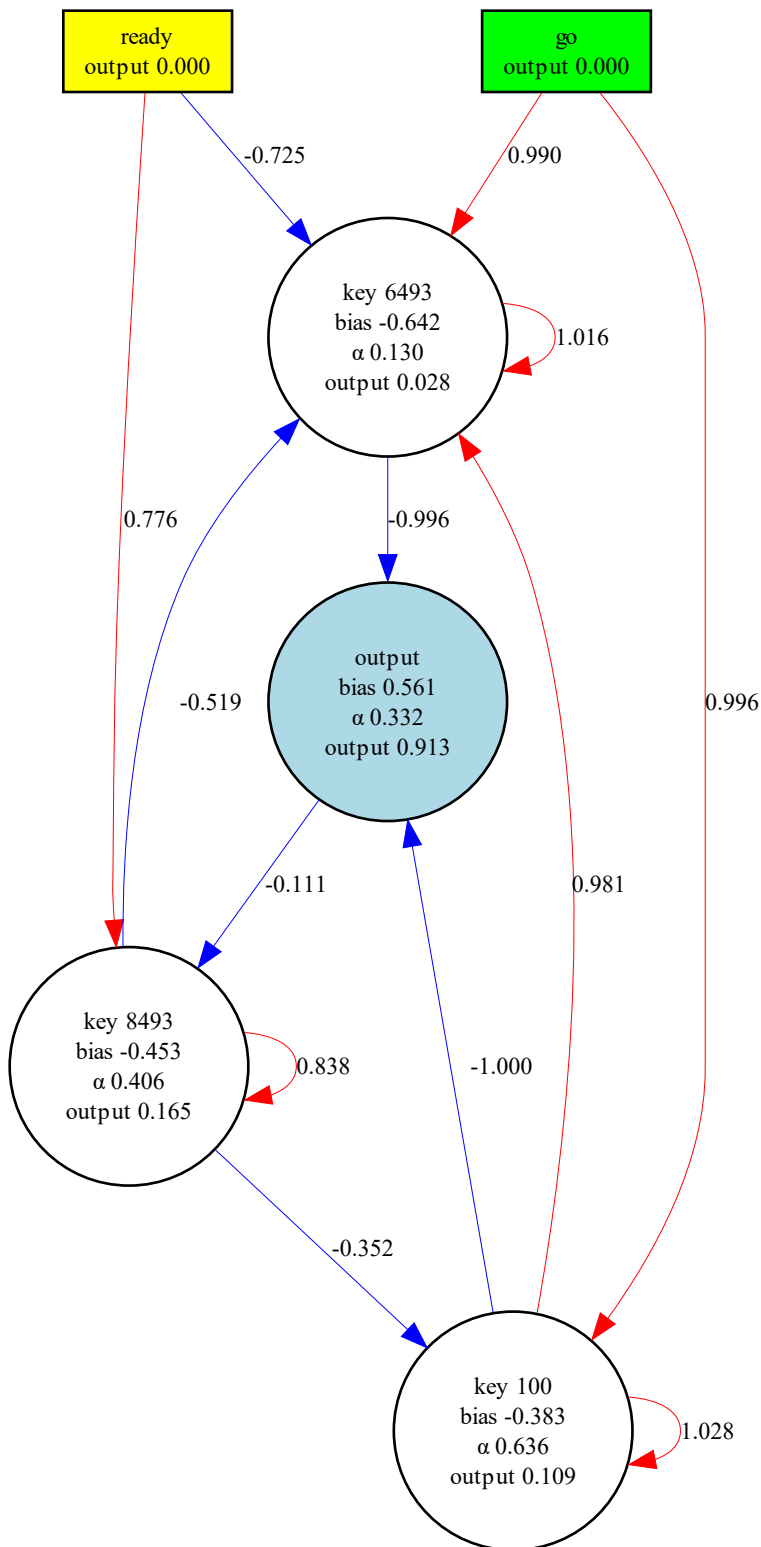 ready
output 0.000
go
output 0.000
-0.725
0.990
key 6493
bias -0.642
α 0.130
output 0.028
1.016
0.776
-0.996
-0.519
output
bias 0.561
α 0.332
output 0.913
0.996
-0.111
0.981
key 8493
bias -0.453
α 0.406
output 0.165
0.838
-1.000
-0.352
key 100
bias -0.383
α 0.636
output 0.109
1.028